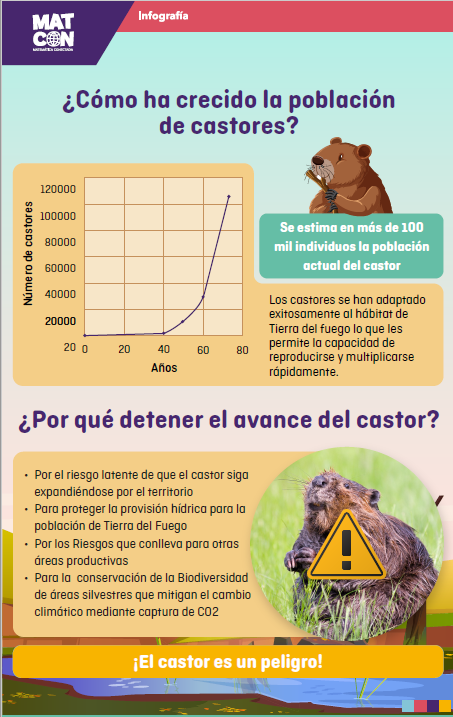 MAT
CON
MATEMÁTICA CONECTADA
Infografía
¿Cómo ha crecido la población
de castores?
Número de castores
120000
100000
80000
60000
40000
20000
20
0
20
40
60
80
Años
Se estima en más de 100
mil individuos la población
actual del castor
Los castores se han adaptado
exitosamente al hábitat de
Tierra del fuego lo que les
permite la capacidad de
reproducirse y multiplicarse
rápidamente.
¿Por qué detener el avance del castor?
• Por el riesgo latente de que el castor siga
expandiéndose por el territorio
• Para proteger la provisión hídrica para la
población de Tierra del Fuego
• Por los Riesgos que conlleva para otras
áreas productivas
• Para la conservación de la Biodiversidad
de áreas silvestres que mitigan el cambio
climático mediante captura de CO2
¡El castor es un peligro!